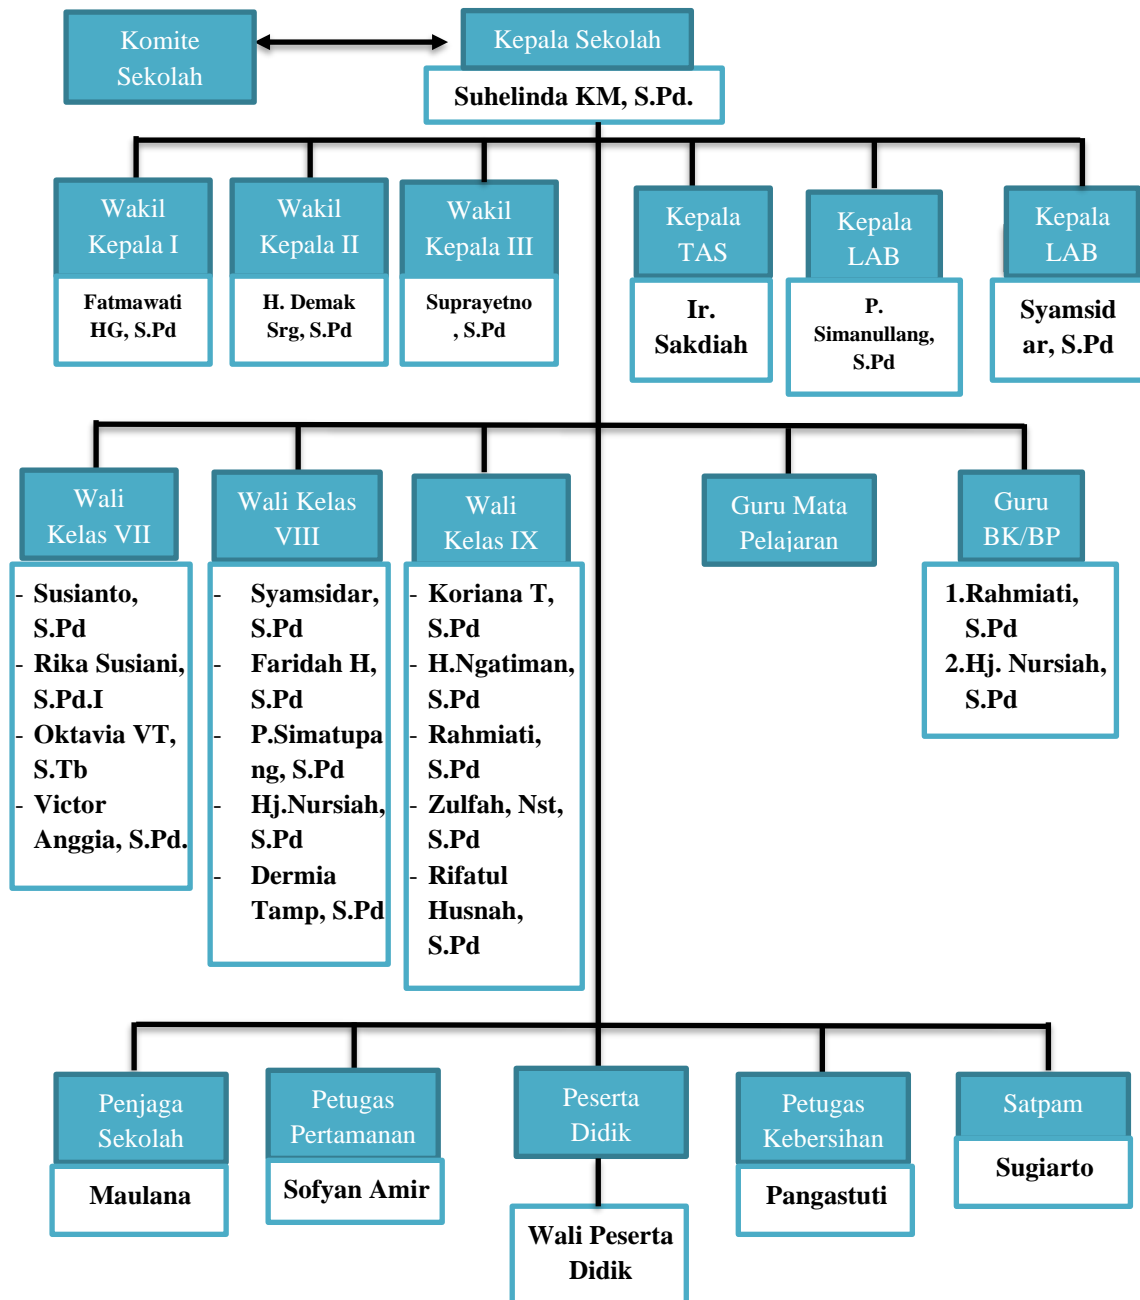 Komite
Sekolah
Kepala Sekolah
Suhelinda KM, S.Pd.
Wakil
Kepala I
Fatmawati
HG, S.Pd
Wakil
Kepala II
H. Demak
Srg, S.Pd
Wakil
Kepala III
Suprayetno
, S.Pd
Kepala
TAS
Ir.
Sakdiah
Kepala
LAB
P.
Simanullang,
S.Pd
Kepala
LAB
Syamsid
ar, S.Pd
Wali
Kelas VII
- Susianto,
S.Pd
- Rika Susiani,
S.Pd.I
- Oktavia VT,
S.Tb
- Victor
Anggia, S.Pd.
Wali Kelas
VIII
- Syamsidar,
S.Pd
- Faridah H,
S.Pd
- P.Simatupa
ng, S.Pd
- Hj.Nursiah,
S.Pd
- Dermia
Tamp, S.Pd
Wali
Kelas IX
- Koriana T,
S.Pd
- H.Ngatiman,
S.Pd
- Rahmiati,
S.Pd
- Zulfah, Nst,
S.Pd
- Rifatul
Husnah,
S.Pd
Guru Mata
Pelajaran
Guru
BK/BP
1.Rahmiati,
S.Pd
2.Hj. Nursiah,
S.Pd
Penjaga
Sekolah
Maulana
Petugas
Pertamanan
Sofyan Amir
Peserta
Didik
Wali Peserta
Didik
Petugas
Kebersihan
Pangastuti
Satpam
Sugiarto